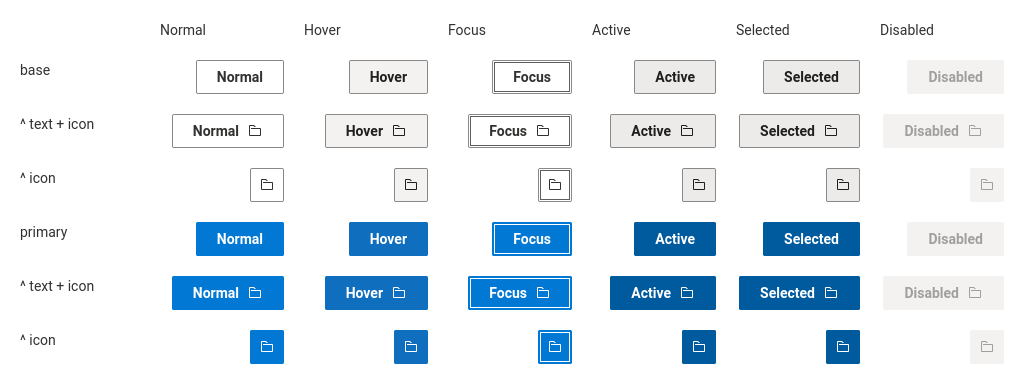 Normal Hover Focus Active Selected Disabled
base Normal Hover Focus Active Selected Disabled
^ text + icon Normal Hover Focus Active Selected Disabled
^ icon
primary Normal Hover Focus Active Selected Disabled
^ text + icon Normal Hover Focus Active Selected Disabled
^ icon